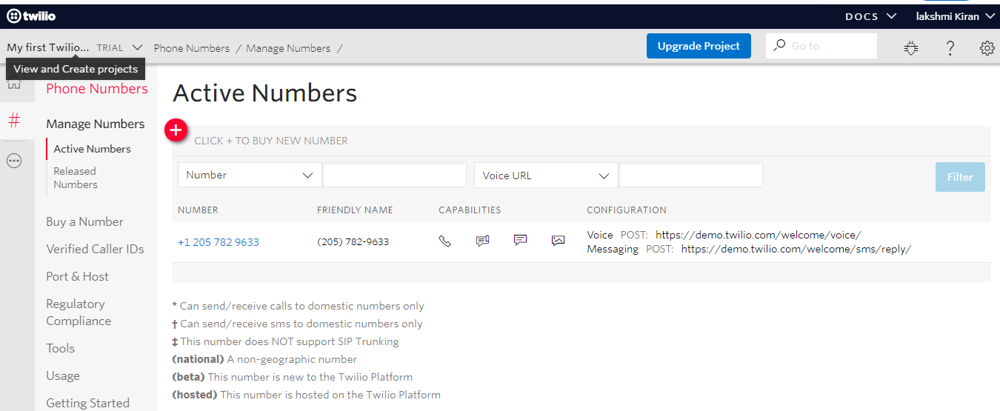 twilio
DOCS lakshmi Kiran
My first Twilio... TRIAL Phone Numbers / Manage Numbers / Upgrade Project Go to...
View and Create projects
Phone Numbers
Manage Numbers
Active Numbers
Released
Numbers
Buy a Number
Verified Caller IDs
Port & Host
Regulatory
Compliance
Tools
Usage
Getting Started
Active Numbers
CLICK + TO BUY NEW NUMBER
Number Voice URL Filter
NUMBER FRIENDLY NAME CAPABILITIES CONFIGURATION
+1 205 782 9633 (205) 782-9633 Voice POST: https://demo.twilio.com/welcome/voice/
Messaging POST: https://demo.twilio.com/welcome/sms/reply/
* Can send/receive calls to domestic numbers only
† Can send/receive sms to domestic numbers only
‡ This number does NOT support SIP Trunking
(national) A non-geographic number
(beta) This number is new to the Twilio Platform
(hosted) This number is hosted on the Twilio Platform